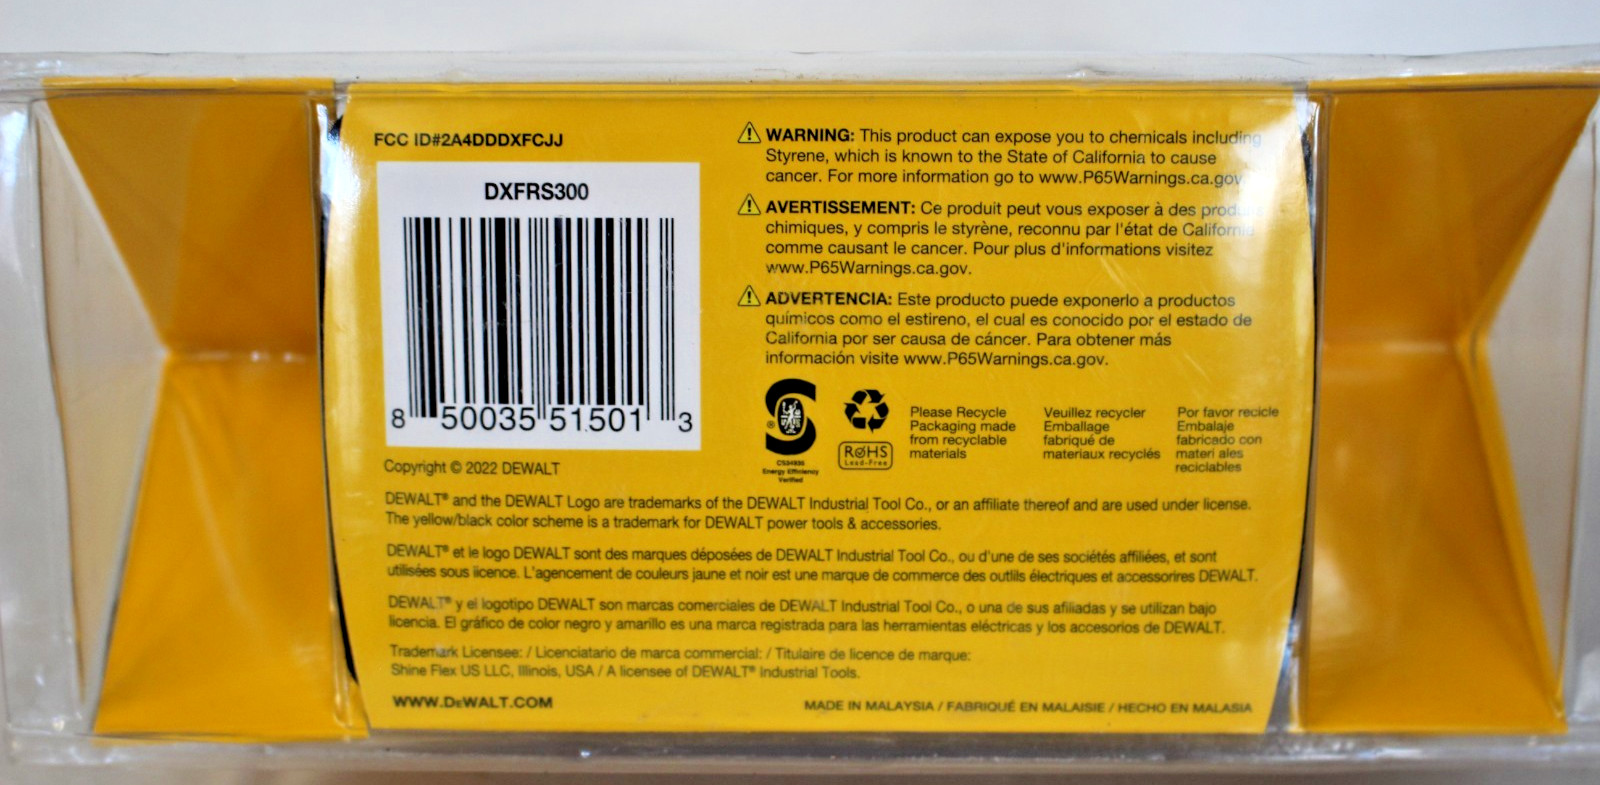 FCC ID#2A4DDDXFCJJ
DXFRS300
8 50035 51501 3
Copyright © 2022 DEWALT
⚠ WARNING: This product can expose you to chemicals including
Styrene, which is known to the State of California to cause
cancer. For more information go to www.P65Warnings.ca.gov
⚠ AVERTISSEMENT: Ce produit peut vous exposer à des produits
chimiques, y compris le styrène, reconnu par l'état de Californie
comme causant le cancer. Pour plus d'informations visitez
www.P65Warnings.ca.gov.
⚠ ADVERTENCIA: Este producto puede exponerlo a productos
químicos como el estireno, el cual es conocido por el estado de
California por ser causa de cáncer. Para obtener más
información visite www.P65Warnings.ca.gov.
S
®
Energy Efficiency
Verified
RoHS
Lead-Free
Please Recycle
Packaging made
from recyclable
materials
Veuillez recycler
Emballage
fabriqué de
materiaux recyclés
Por favor recicle
Embalaje
fabricado con
materi ales
reciclables
DEWALT® and the DEWALT Logo are trademarks of the DEWALT Industrial Tool Co., or an affiliate thereof and are used under license.
The yellow/black color scheme is a trademark for DEWALT power tools & accessories.
DEWALT® et le logo DEWALT sont des marques déposées de DEWALT Industrial Tool Co., ou d'une de ses sociétés affiliées, et sont
utilisées sous licence. L'agencement de couleurs jaune et noir est une marque de commerce des outlils électriques et accessorires DEWALT.
DEWALT® y el logotipo DEWALT son marcas comerciales de DEWALT Industrial Tool Co., o una de sus afiliadas y se utilizan bajo
licencia. El gráfico de color negro y amarillo es una marca registrada para las herramientas eléctricas y los accesorios de DEWALT.
Trademark Licensee: / Licenciatario de marca commercial: / Titulaire de licence de marque:
Shine Flex US LLC, Illinois, USA / A licensee of DEWALT® Industrial Tools.
WWW.DEWALT.COM
MADE IN MALAYSIA / FABRIQUÉ EN MALAISIE / HECHO EN MALASIA